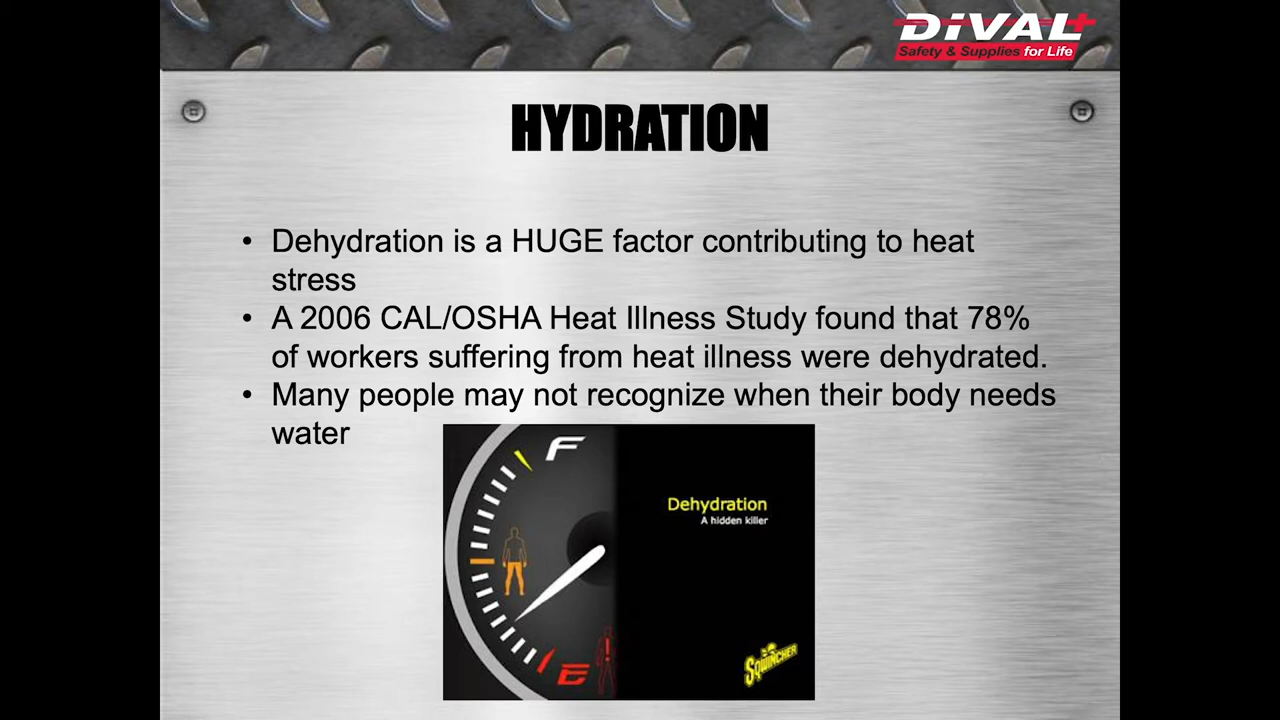 DiVAL
Safety & Supplies for Life
HYDRATION
• Dehydration is a HUGE factor contributing to heat
stress
• A 2006 CAL/OSHA Heat Illness Study found that 78%
of workers suffering from heat illness were dehydrated.
• Many people may not recognize when their body needs
water
F
Dehydration
A hidden killer
E
SQWINCHER